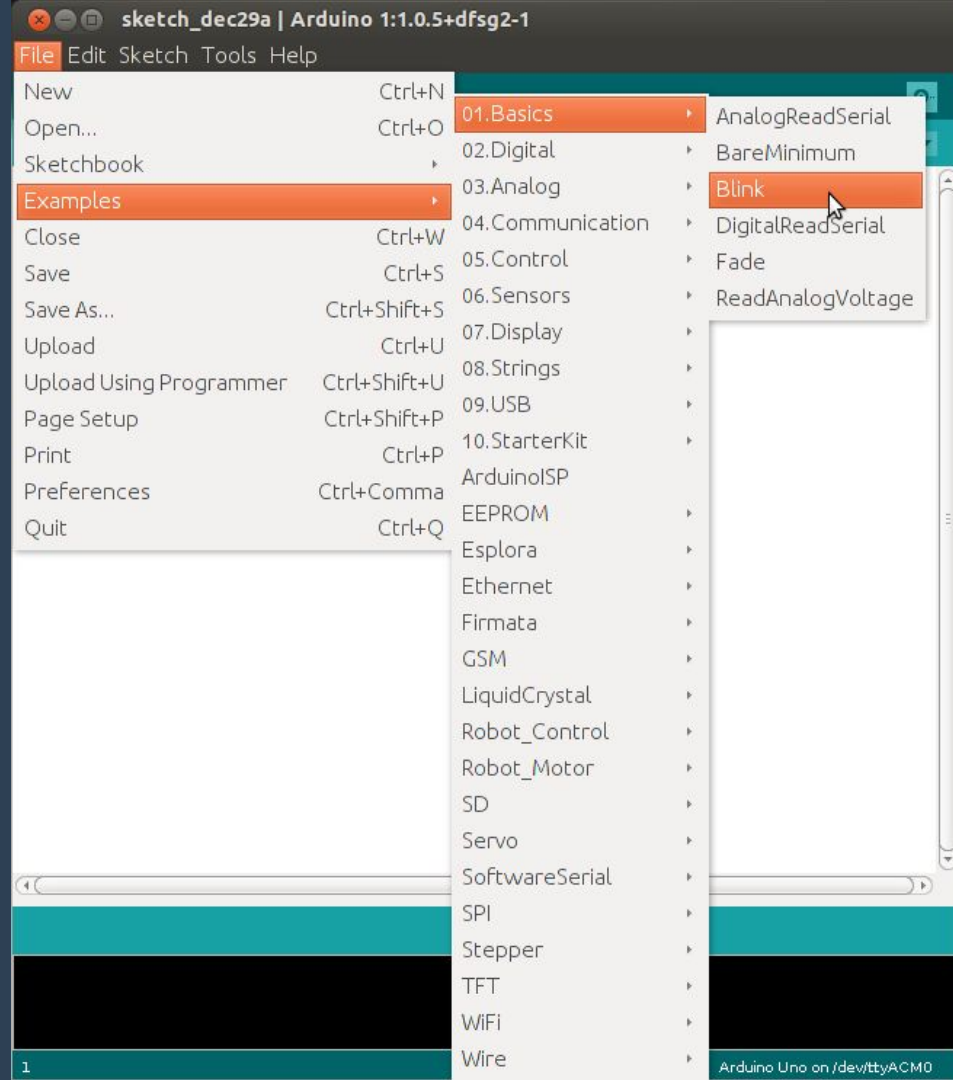 sketch_dec29a | Arduino 1:1.0.5+dfsg2-1
File Edit Sketch Tools Help
New Ctrl+N
Open... Ctrl+O
Sketchbook
Examples
Close Ctrl+W
Save Ctrl+S
Save As... Ctrl+Shift+S
Upload Ctrl+U
Upload Using Programmer Ctrl+Shift+U
Page Setup Ctrl+Shift+P
Print Ctrl+P
Preferences Ctrl+Comma
Quit Ctrl+Q
01.Basics
02.Digital
03.Analog
04.Communication
05.Control
06.Sensors
07.Display
08.Strings
09.USB
10.StarterKit
ArduinoISP
EEPROM
Esplora
Ethernet
Firmata
GSM
LiquidCrystal
Robot_Control
Robot_Motor
SD
Servo
SoftwareSerial
SPI
Stepper
TFT
WiFi
Wire
AnalogReadSerial
BareMinimum
Blink
DigitalReadSerial
Fade
ReadAnalogVoltage
1
Arduino Uno on /dev/ttyACM0